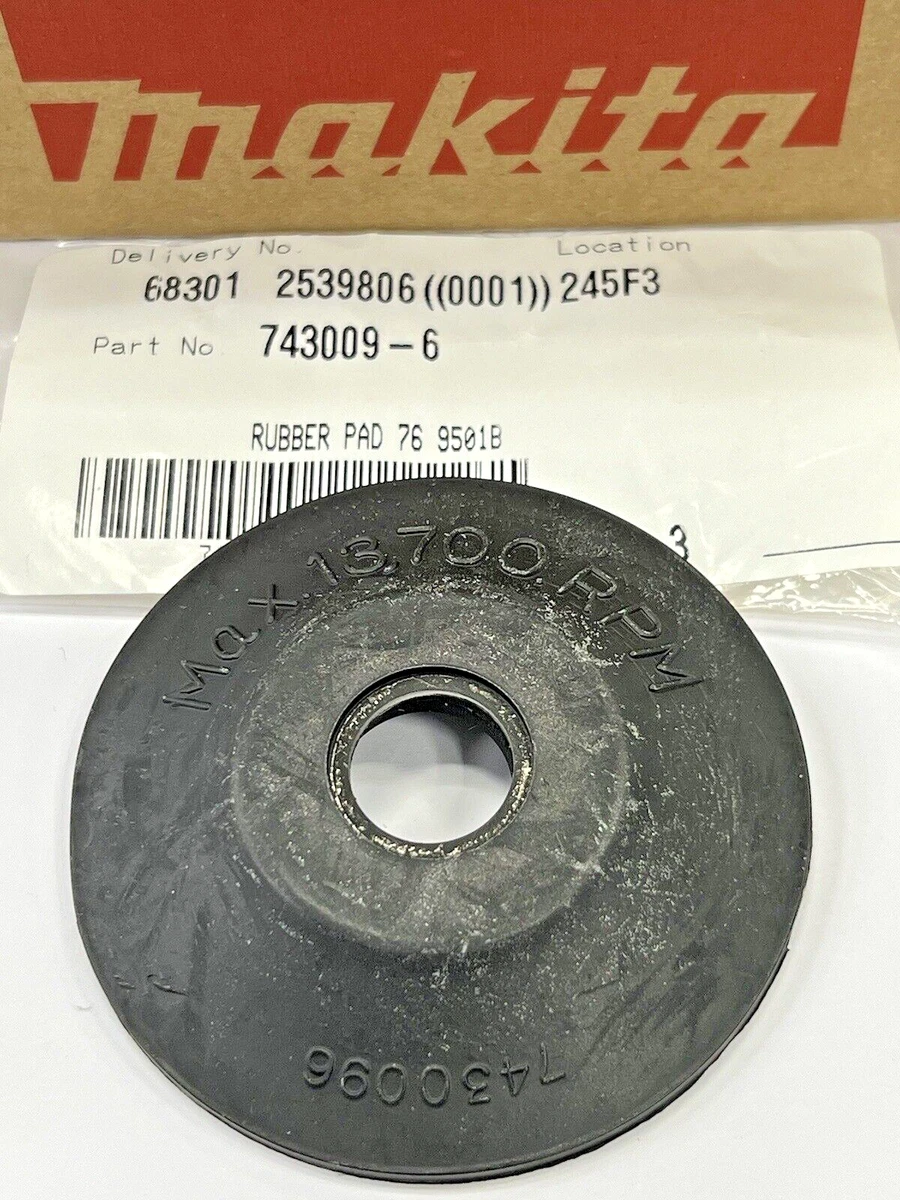 makita
Delivery No.
Location
68301 2539806((0001)) 245F3
Part No 743009-6
RUBBER PAD 76 9501B
3
Max.13,700.RPM
7430096